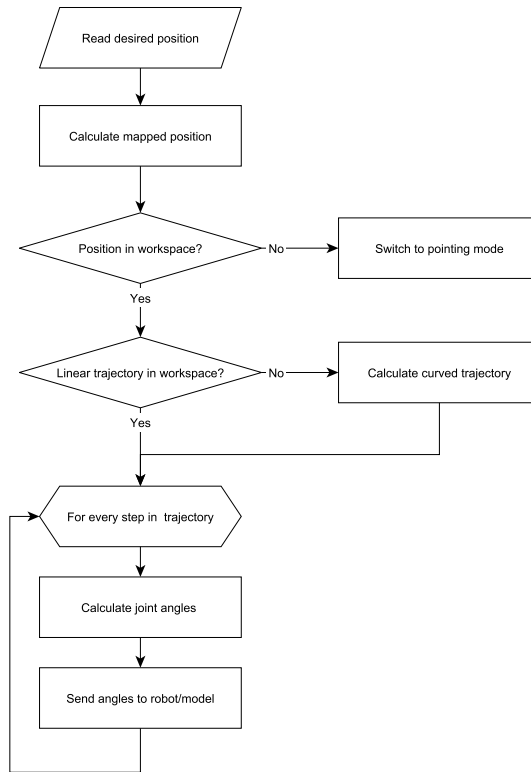 Read desired position
Calculate mapped position
Position in workspace?
No
Switch to pointing mode
Yes
Linear trajectory in workspace?
No
Calculate curved trajectory
Yes
For every step in trajectory
Calculate joint angles
Send angles to robot/model